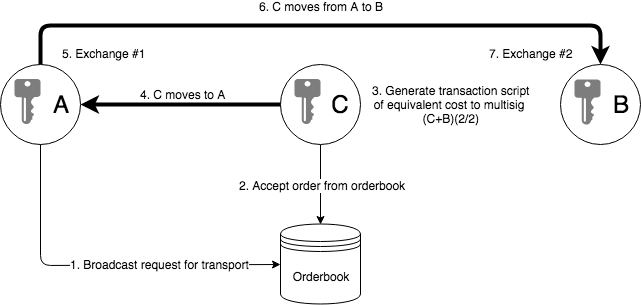 6. C moves from A to B
5. Exchange #1
7. Exchange #2
4. C moves to A
3. Generate transaction script
of equivalent cost to multisig
(C+B)(2/2)
A
C
B
2. Accept order from orderbook
1. Broadcast request for transport
Orderbook